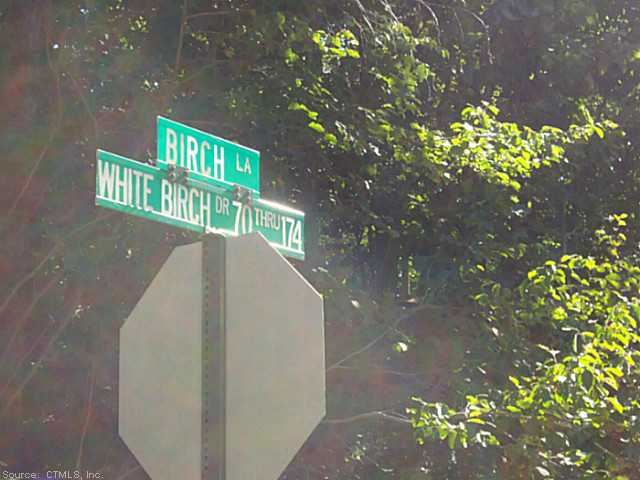 BIRCH LA
WHITE BIRCH DR 70 THRU 174
Source: CTMLS, Inc.